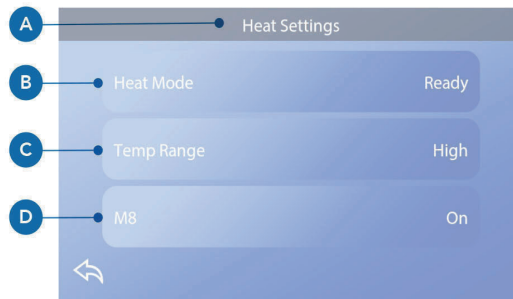 A Heat Settings
B Heat Mode Ready
C Temp Range High
D M8 On